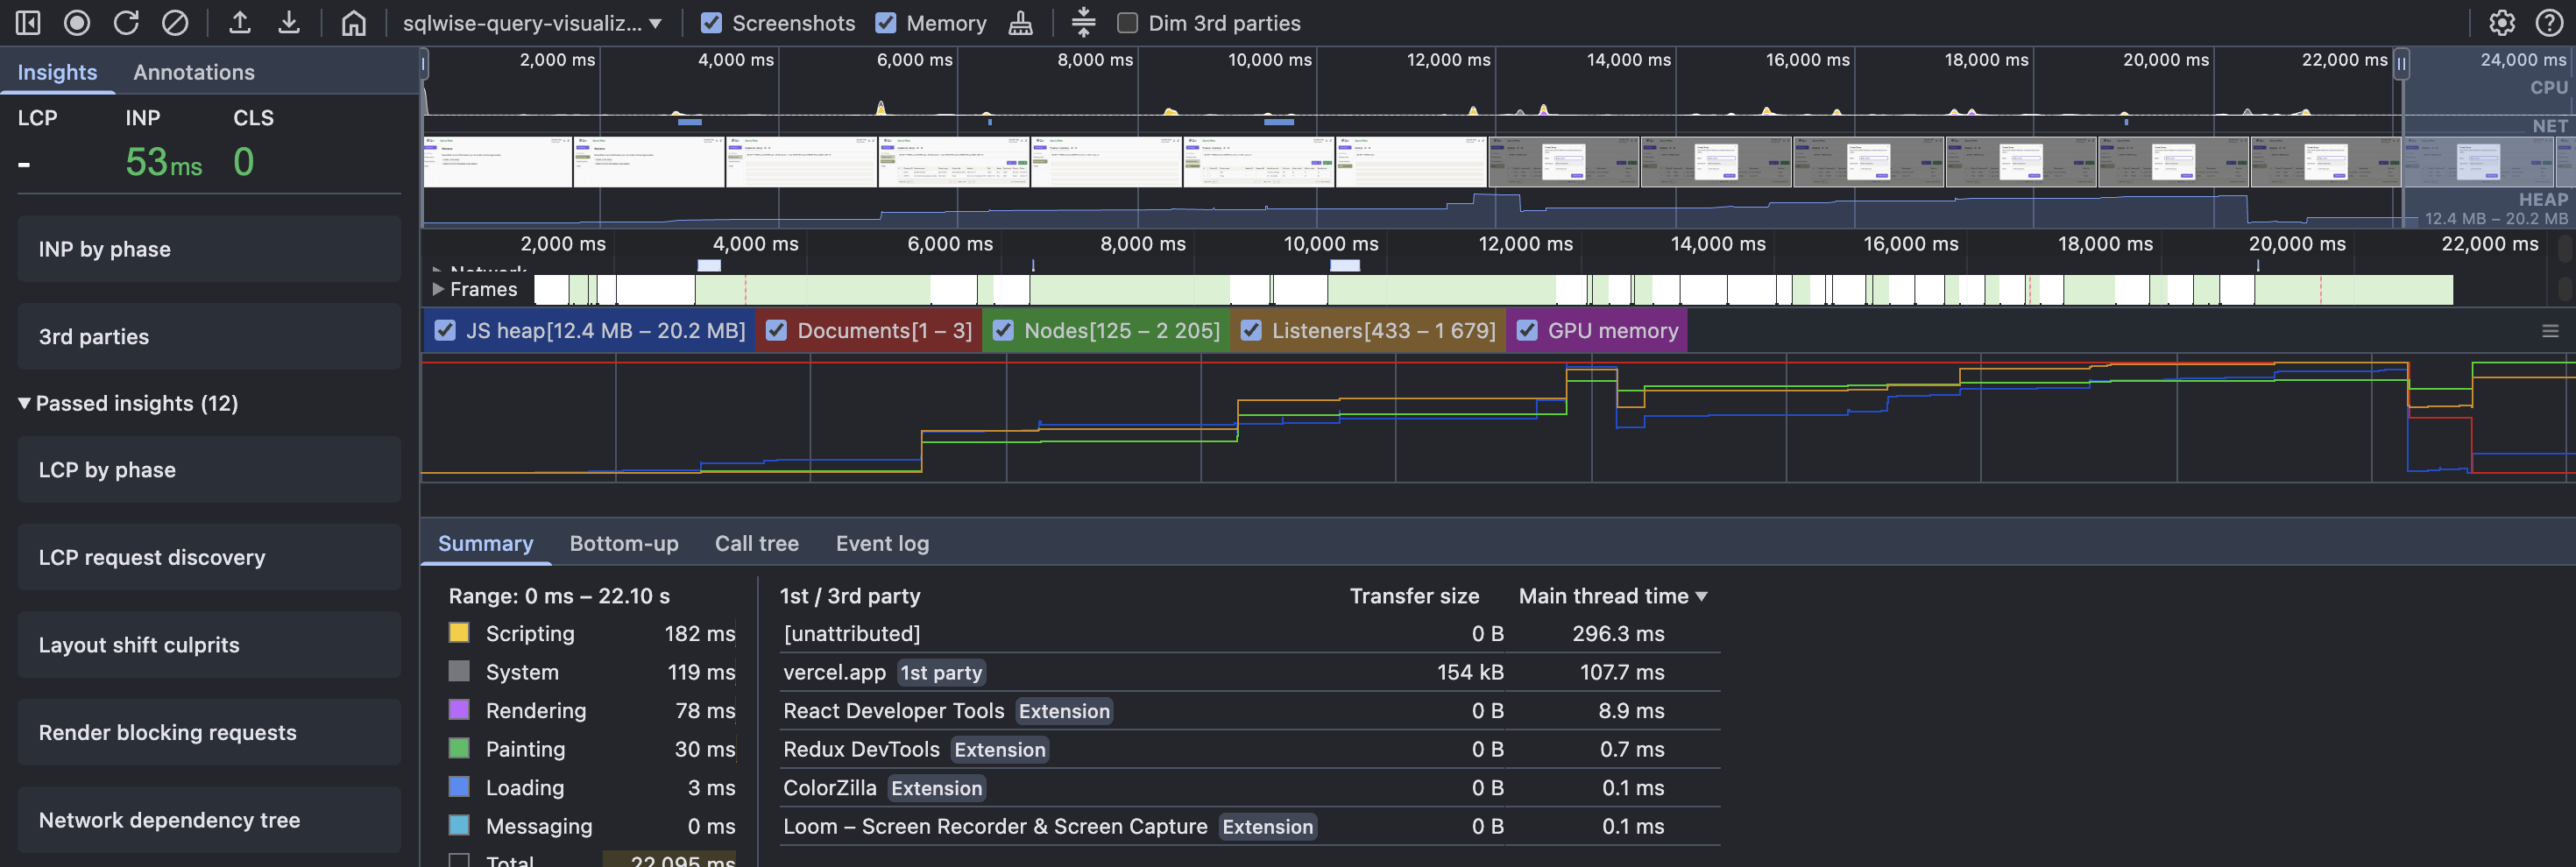 sqlwise-query-visualiz... ▼ Screenshots Memory Dim 3rd parties
Insights Annotations
LCP INP CLS
- 53 ms 0
INP by phase
3rd parties
▼ Passed insights (12)
LCP by phase
LCP request discovery
Layout shift culprits
Render blocking requests
Network dependency tree
2,000 ms 4,000 ms 6,000 ms 8,000 ms 10,000 ms 12,000 ms 14,000 ms 16,000 ms 18,000 ms 20,000 ms 22,000 ms 24,000 ms
CPU
NET
HEAP
12.4 MB – 20.2 MB
2,000 ms 4,000 ms 6,000 ms 8,000 ms 10,000 ms 12,000 ms 14,000 ms 16,000 ms 18,000 ms 20,000 ms 22,000 ms
Network
Frames
JS heap[12.4 MB – 20.2 MB] Documents[1 – 3] Nodes[125 – 2 205] Listeners[433 – 1 679] GPU memory
Summary Bottom-up Call tree Event log
Range: 0 ms – 22.10 s
Scripting 182 ms
System 119 ms
Rendering 78 ms
Painting 30 ms
Loading 3 ms
Messaging 0 ms
Total 22,095 ms
1st / 3rd party Transfer size Main thread time ▼
[unattributed] 0 B 296.3 ms
vercel.app 1st party 154 kB 107.7 ms
React Developer Tools Extension 0 B 8.9 ms
Redux DevTools Extension 0 B 0.7 ms
ColorZilla Extension 0 B 0.1 ms
Loom – Screen Recorder & Screen Capture Extension 0 B 0.1 ms